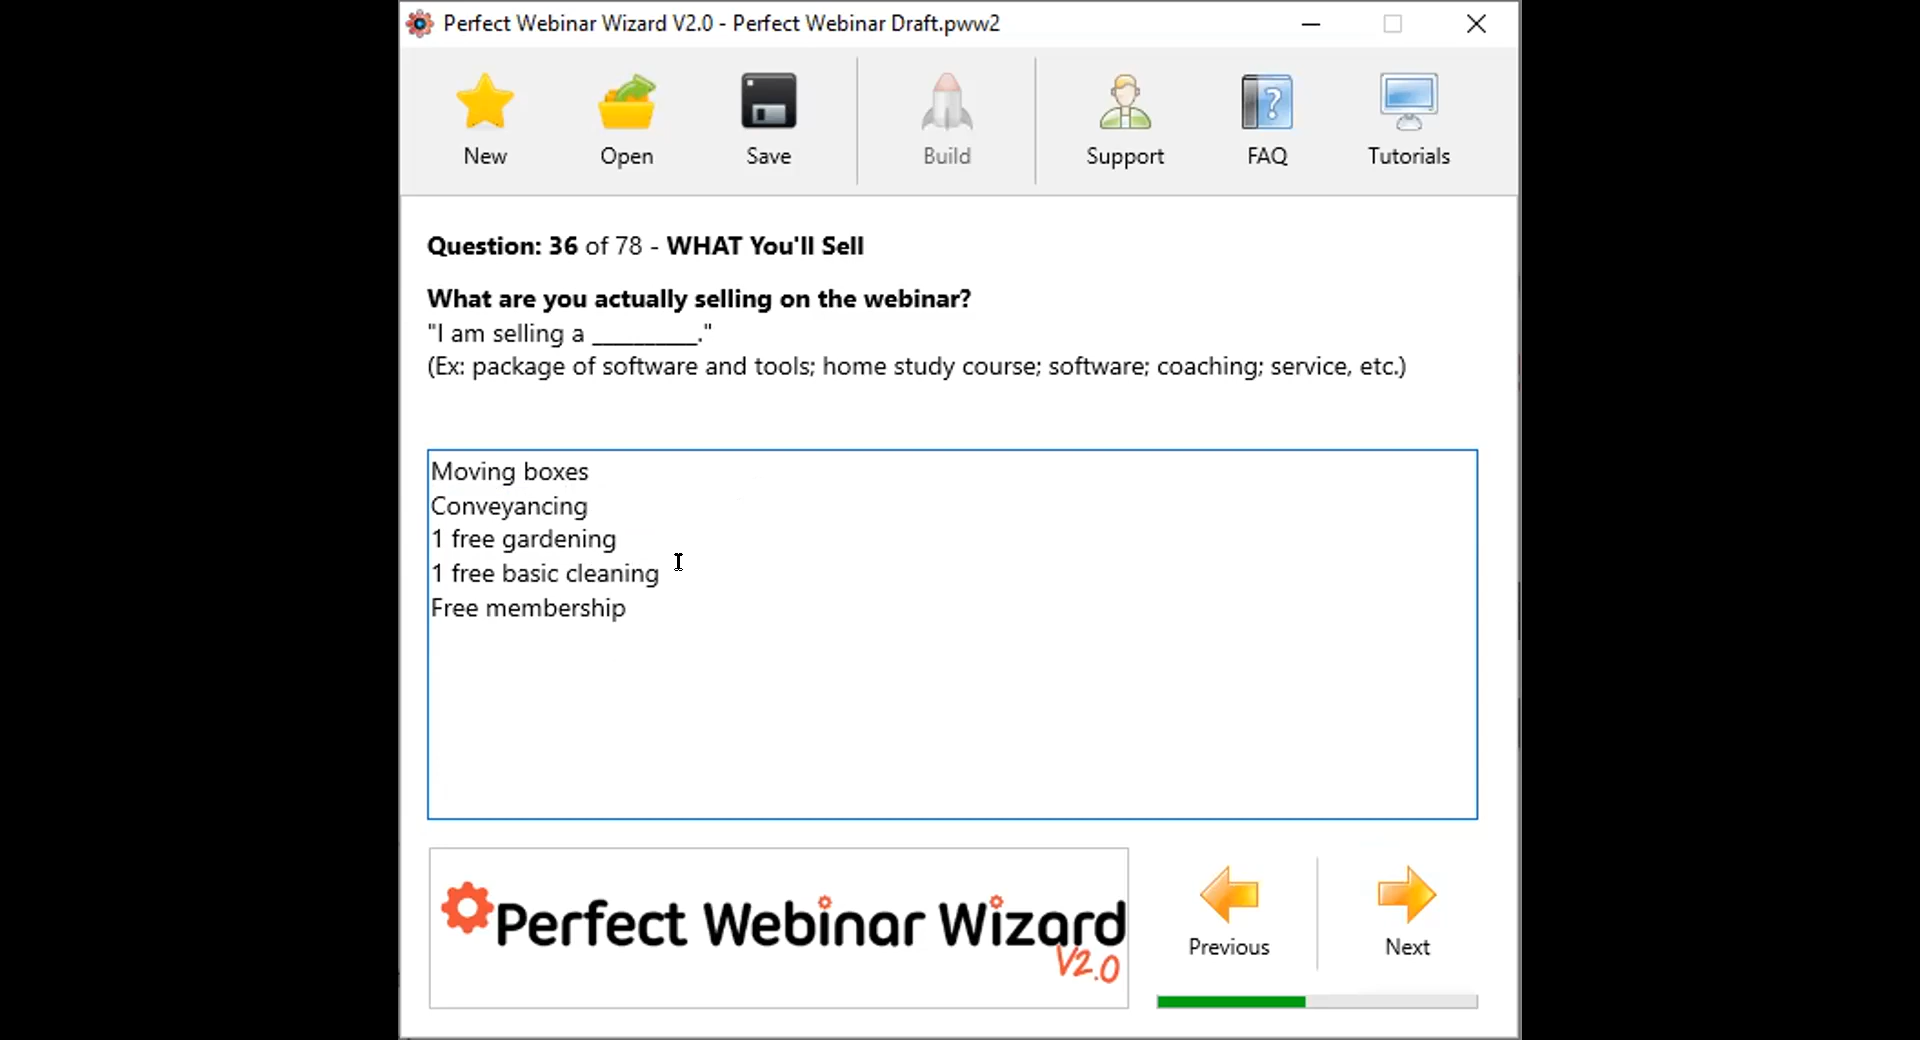 Perfect Webinar Wizard V2.0 - Perfect Webinar Draft.pww2
New Open Save Build Support FAQ Tutorials
Question: 36 of 78 - WHAT You'll Sell
What are you actually selling on the webinar?
"I am selling a __________."
(Ex: package of software and tools; home study course; software; coaching; service, etc.)
Moving boxes
Conveyancing
1 free gardening
1 free basic cleaning
Free membership
Perfect Webinar Wizard
V2.0
Previous Next